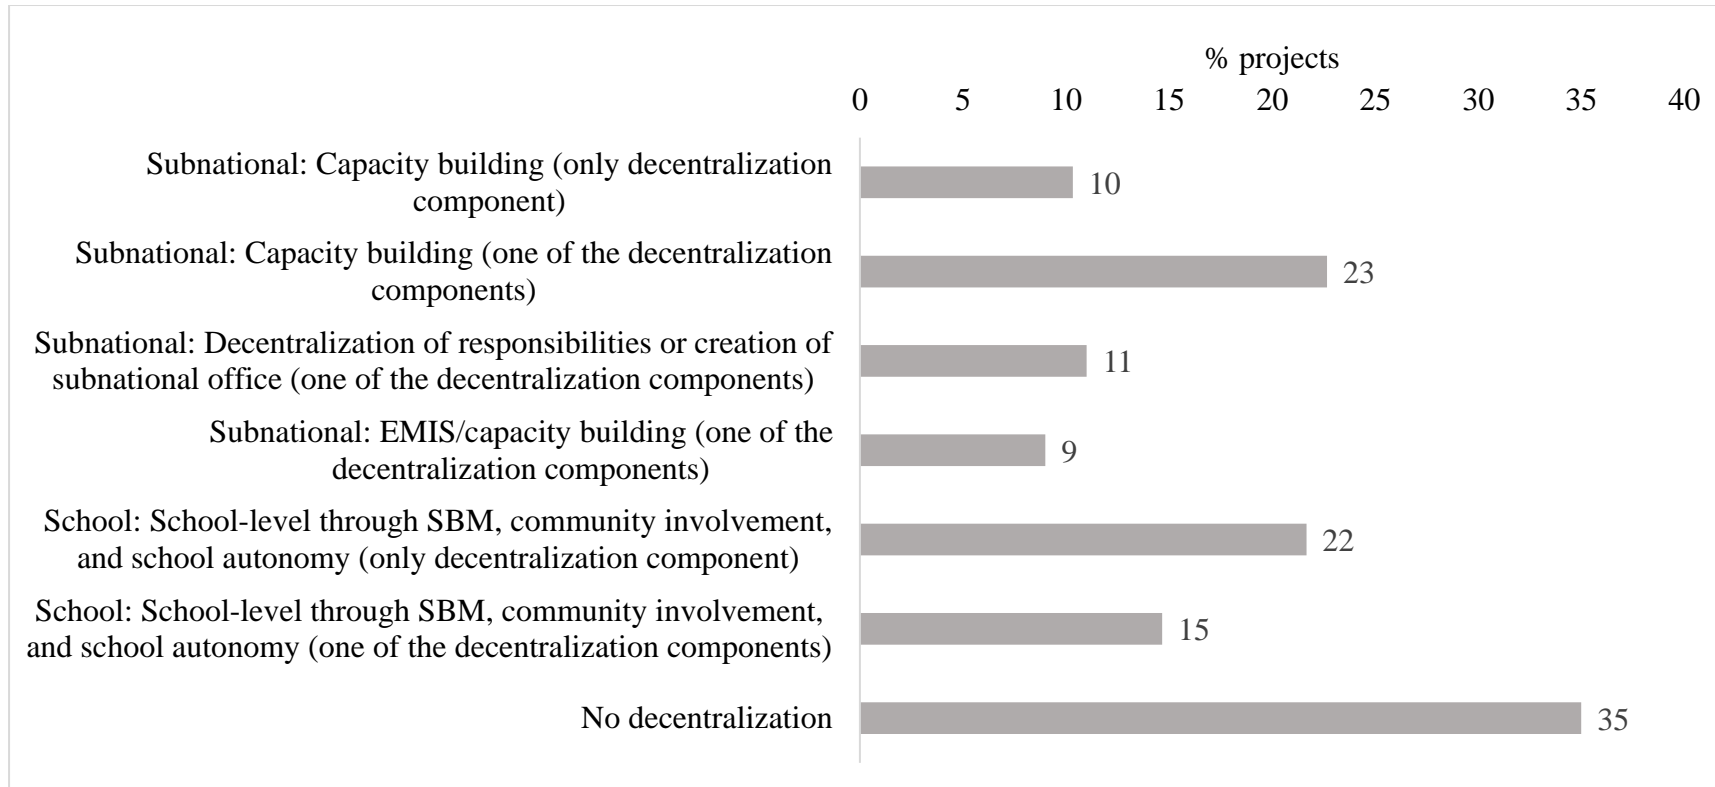 % projects
0 5 10 15 20 25 30 35 40
Subnational: Capacity building (only decentralization
component)
10
Subnational: Capacity building (one of the decentralization
components)
23
Subnational: Decentralization of responsibilities or creation of
subnational office (one of the decentralization components)
11
Subnational: EMIS/capacity building (one of the
decentralization components)
9
School: School-level through SBM, community involvement,
and school autonomy (only decentralization component)
22
School: School-level through SBM, community involvement,
and school autonomy (one of the decentralization components)
15
No decentralization
35